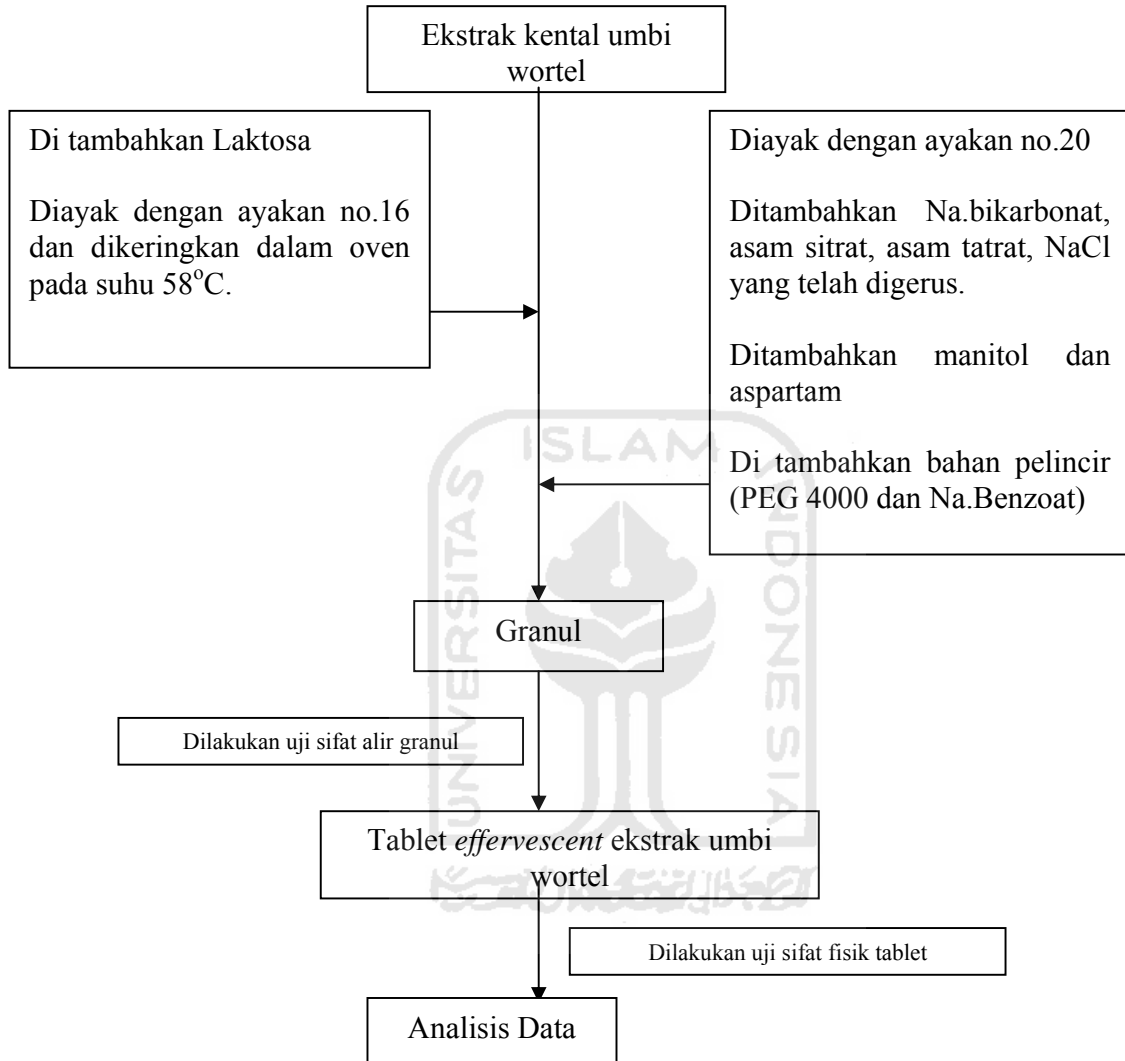 Ekstrak kental umbi
wortel
Di tambahkan Laktosa
Diayak dengan ayakan no.16
dan dikeringkan dalam oven
pada suhu 58°C.
Diayak dengan ayakan no.20
Ditambahkan Na.bikarbonat,
asam sitrat, asam tatrat, NaCl
yang telah digerus.
Ditambahkan manitol dan
aspartam
Di tambahkan bahan pelincir
(PEG 4000 dan Na.Benzoat)
UNIVERSITAS
ISLAM
INDONESIA
Granul
Dilakukan uji sifat alir granul
Tablet effervescent ekstrak umbi
wortel
Dilakukan uji sifat fisik tablet
Analisis Data